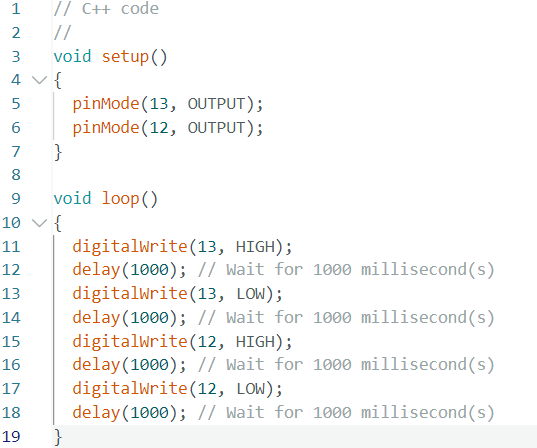 1 // C++ code
2 //
3 void setup()
4 {
5   pinMode(13, OUTPUT);
6   pinMode(12, OUTPUT);
7 }
8
9 void loop()
10 {
11   digitalWrite(13, HIGH);
12   delay(1000); // Wait for 1000 millisecond(s)
13   digitalWrite(13, LOW);
14   delay(1000); // Wait for 1000 millisecond(s)
15   digitalWrite(12, HIGH);
16   delay(1000); // Wait for 1000 millisecond(s)
17   digitalWrite(12, LOW);
18   delay(1000); // Wait for 1000 millisecond(s)
19 }